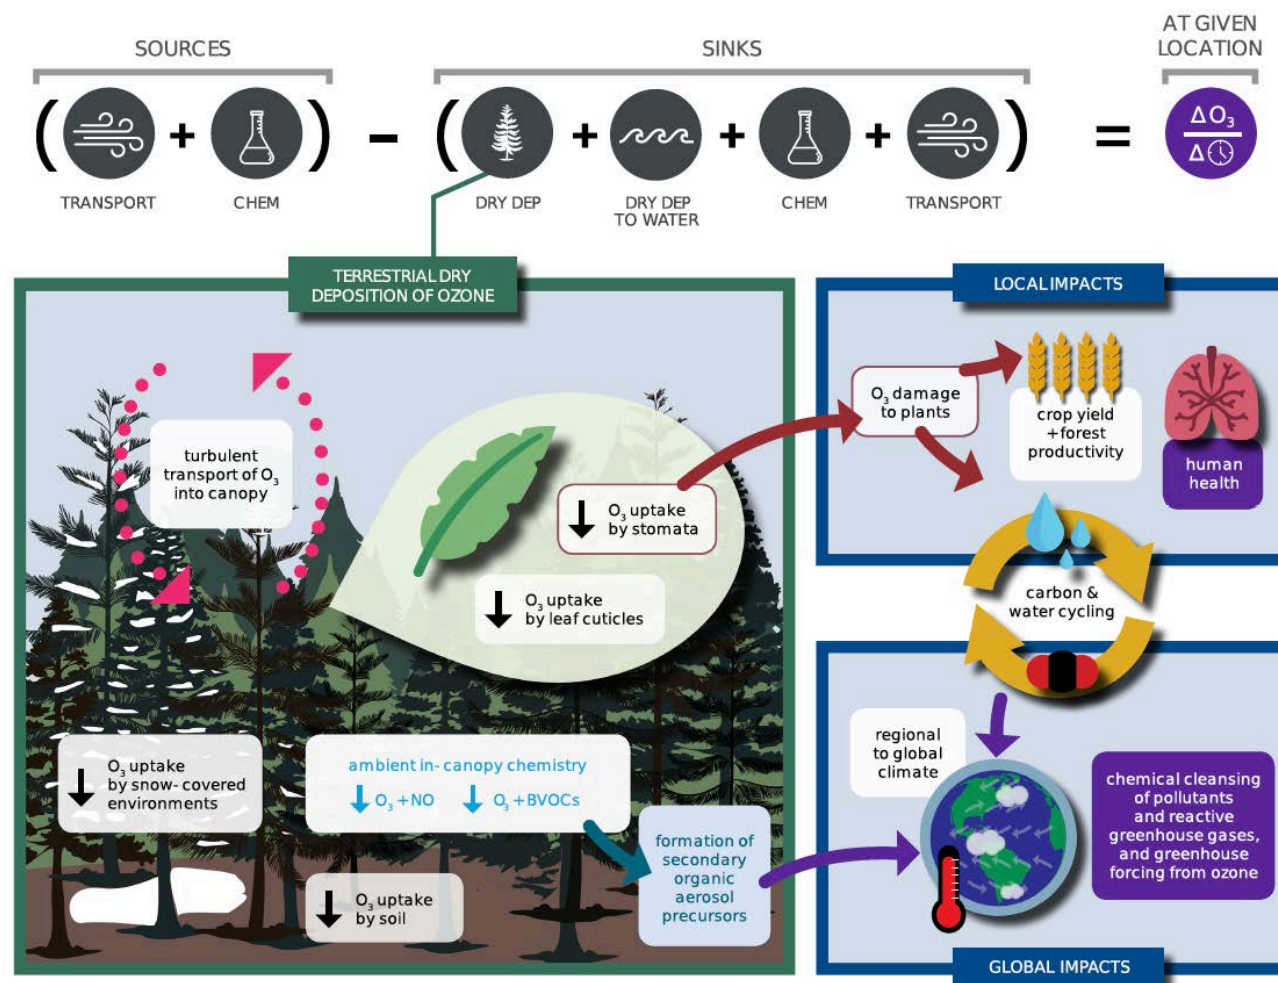 SOURCES
SINKS
AT GIVEN
LOCATION
( + ) - ( + + + ) =
Δ O₃
Δ
TRANSPORT
CHEM
DRY DEP
DRY DEP
TO WATER
CHEM
TRANSPORT
TERRESTRIAL DRY
DEPOSITION OF OZONE
turbulent
transport of O₃
into canopy
O₃ uptake
by stomata
O₃ uptake
by leaf cuticles
O₃ uptake
by snow-covered
environments
ambient in-canopy chemistry
O₃ + NO
O₃ + BVOCs
O₃ uptake
by soil
formation of
secondary
organic
aerosol
precursors
LOCAL IMPACTS
O₃ damage
to plants
crop yield
+ forest
productivity
human
health
carbon &
water cycling
regional
to global
climate
chemical cleansing
of pollutants
and reactive
greenhouse gases,
and greenhouse
forcing from ozone
GLOBAL IMPACTS